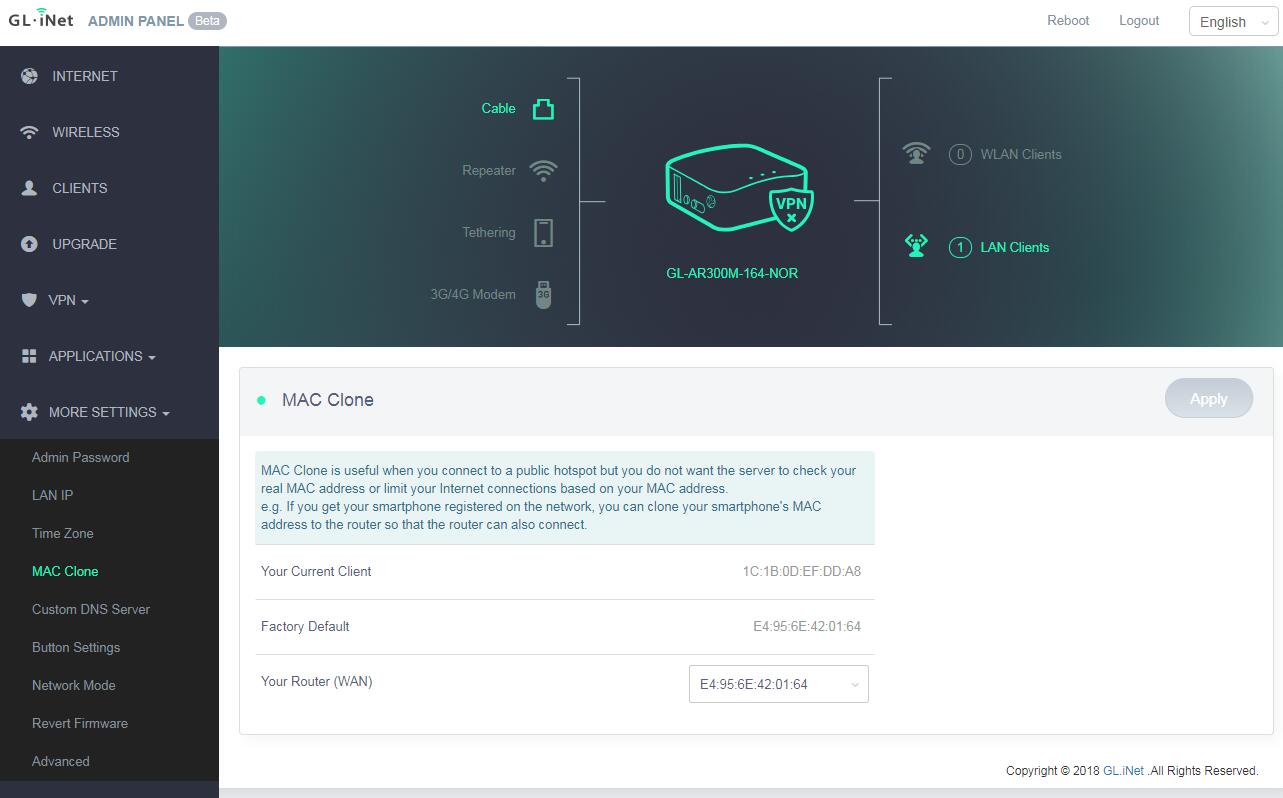 GL·iNet ADMIN PANEL Beta
Reboot Logout English
INTERNET
WIRELESS
CLIENTS
UPGRADE
VPN
APPLICATIONS
MORE SETTINGS
Admin Password
LAN IP
Time Zone
MAC Clone
Custom DNS Server
Button Settings
Network Mode
Revert Firmware
Advanced
Cable
Repeater
Tethering
3G/4G Modem 3G
VPN
GL-AR300M-164-NOR
0 WLAN Clients
1 LAN Clients
MAC Clone Apply
MAC Clone is useful when you connect to a public hotspot but you do not want the server to check your
real MAC address or limit your Internet connections based on your MAC address.
e.g. If you get your smartphone registered on the network, you can clone your smartphone's MAC
address to the router so that the router can also connect.
Your Current Client 1C:1B:0D:EF:DD:A8
Factory Default E4:95:6E:42:01:64
Your Router (WAN) E4:95:6E:42:01:64
Copyright © 2018 GL.iNet .All Rights Reserved.